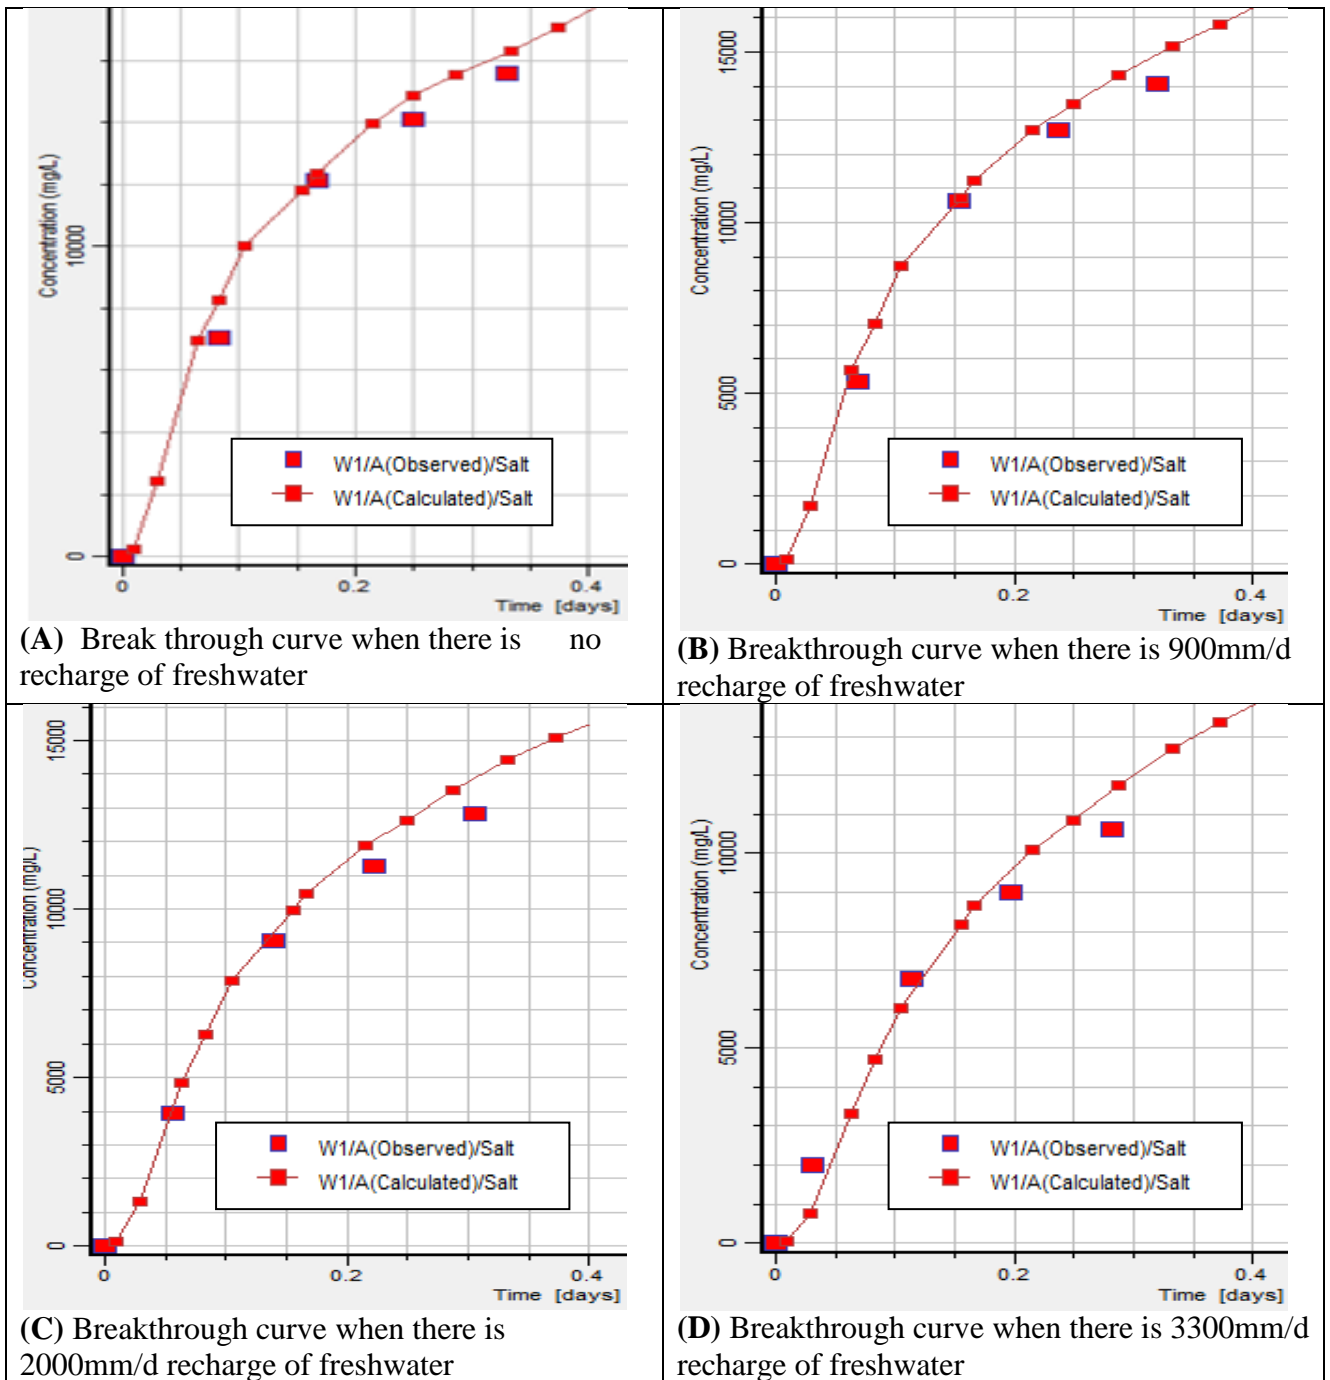 Concentration (mg/L)
10000
0
W1/A(Observed)/Salt
W1/A(Calculated)/Salt
0 0.2 0.4
Time [days]
(A) Break through curve when there is no
recharge of freshwater
Concentration (mg/L)
15000
10000
5000
0
W1/A(Observed)/Salt
W1/A(Calculated)/Salt
0 0.2 0.4
Time [days]
(B) Breakthrough curve when there is 900mm/d
recharge of freshwater
Concentration (mg/L)
15000
10000
5000
0
W1/A(Observed)/Salt
W1/A(Calculated)/Salt
0 0.2 0.4
Time [days]
(C) Breakthrough curve when there is
2000mm/d recharge of freshwater
Concentration (mg/L)
10000
5000
0
W1/A(Observed)/Salt
W1/A(Calculated)/Salt
0 0.2 0.4
Time [days]
(D) Breakthrough curve when there is 3300mm/d
recharge of freshwater